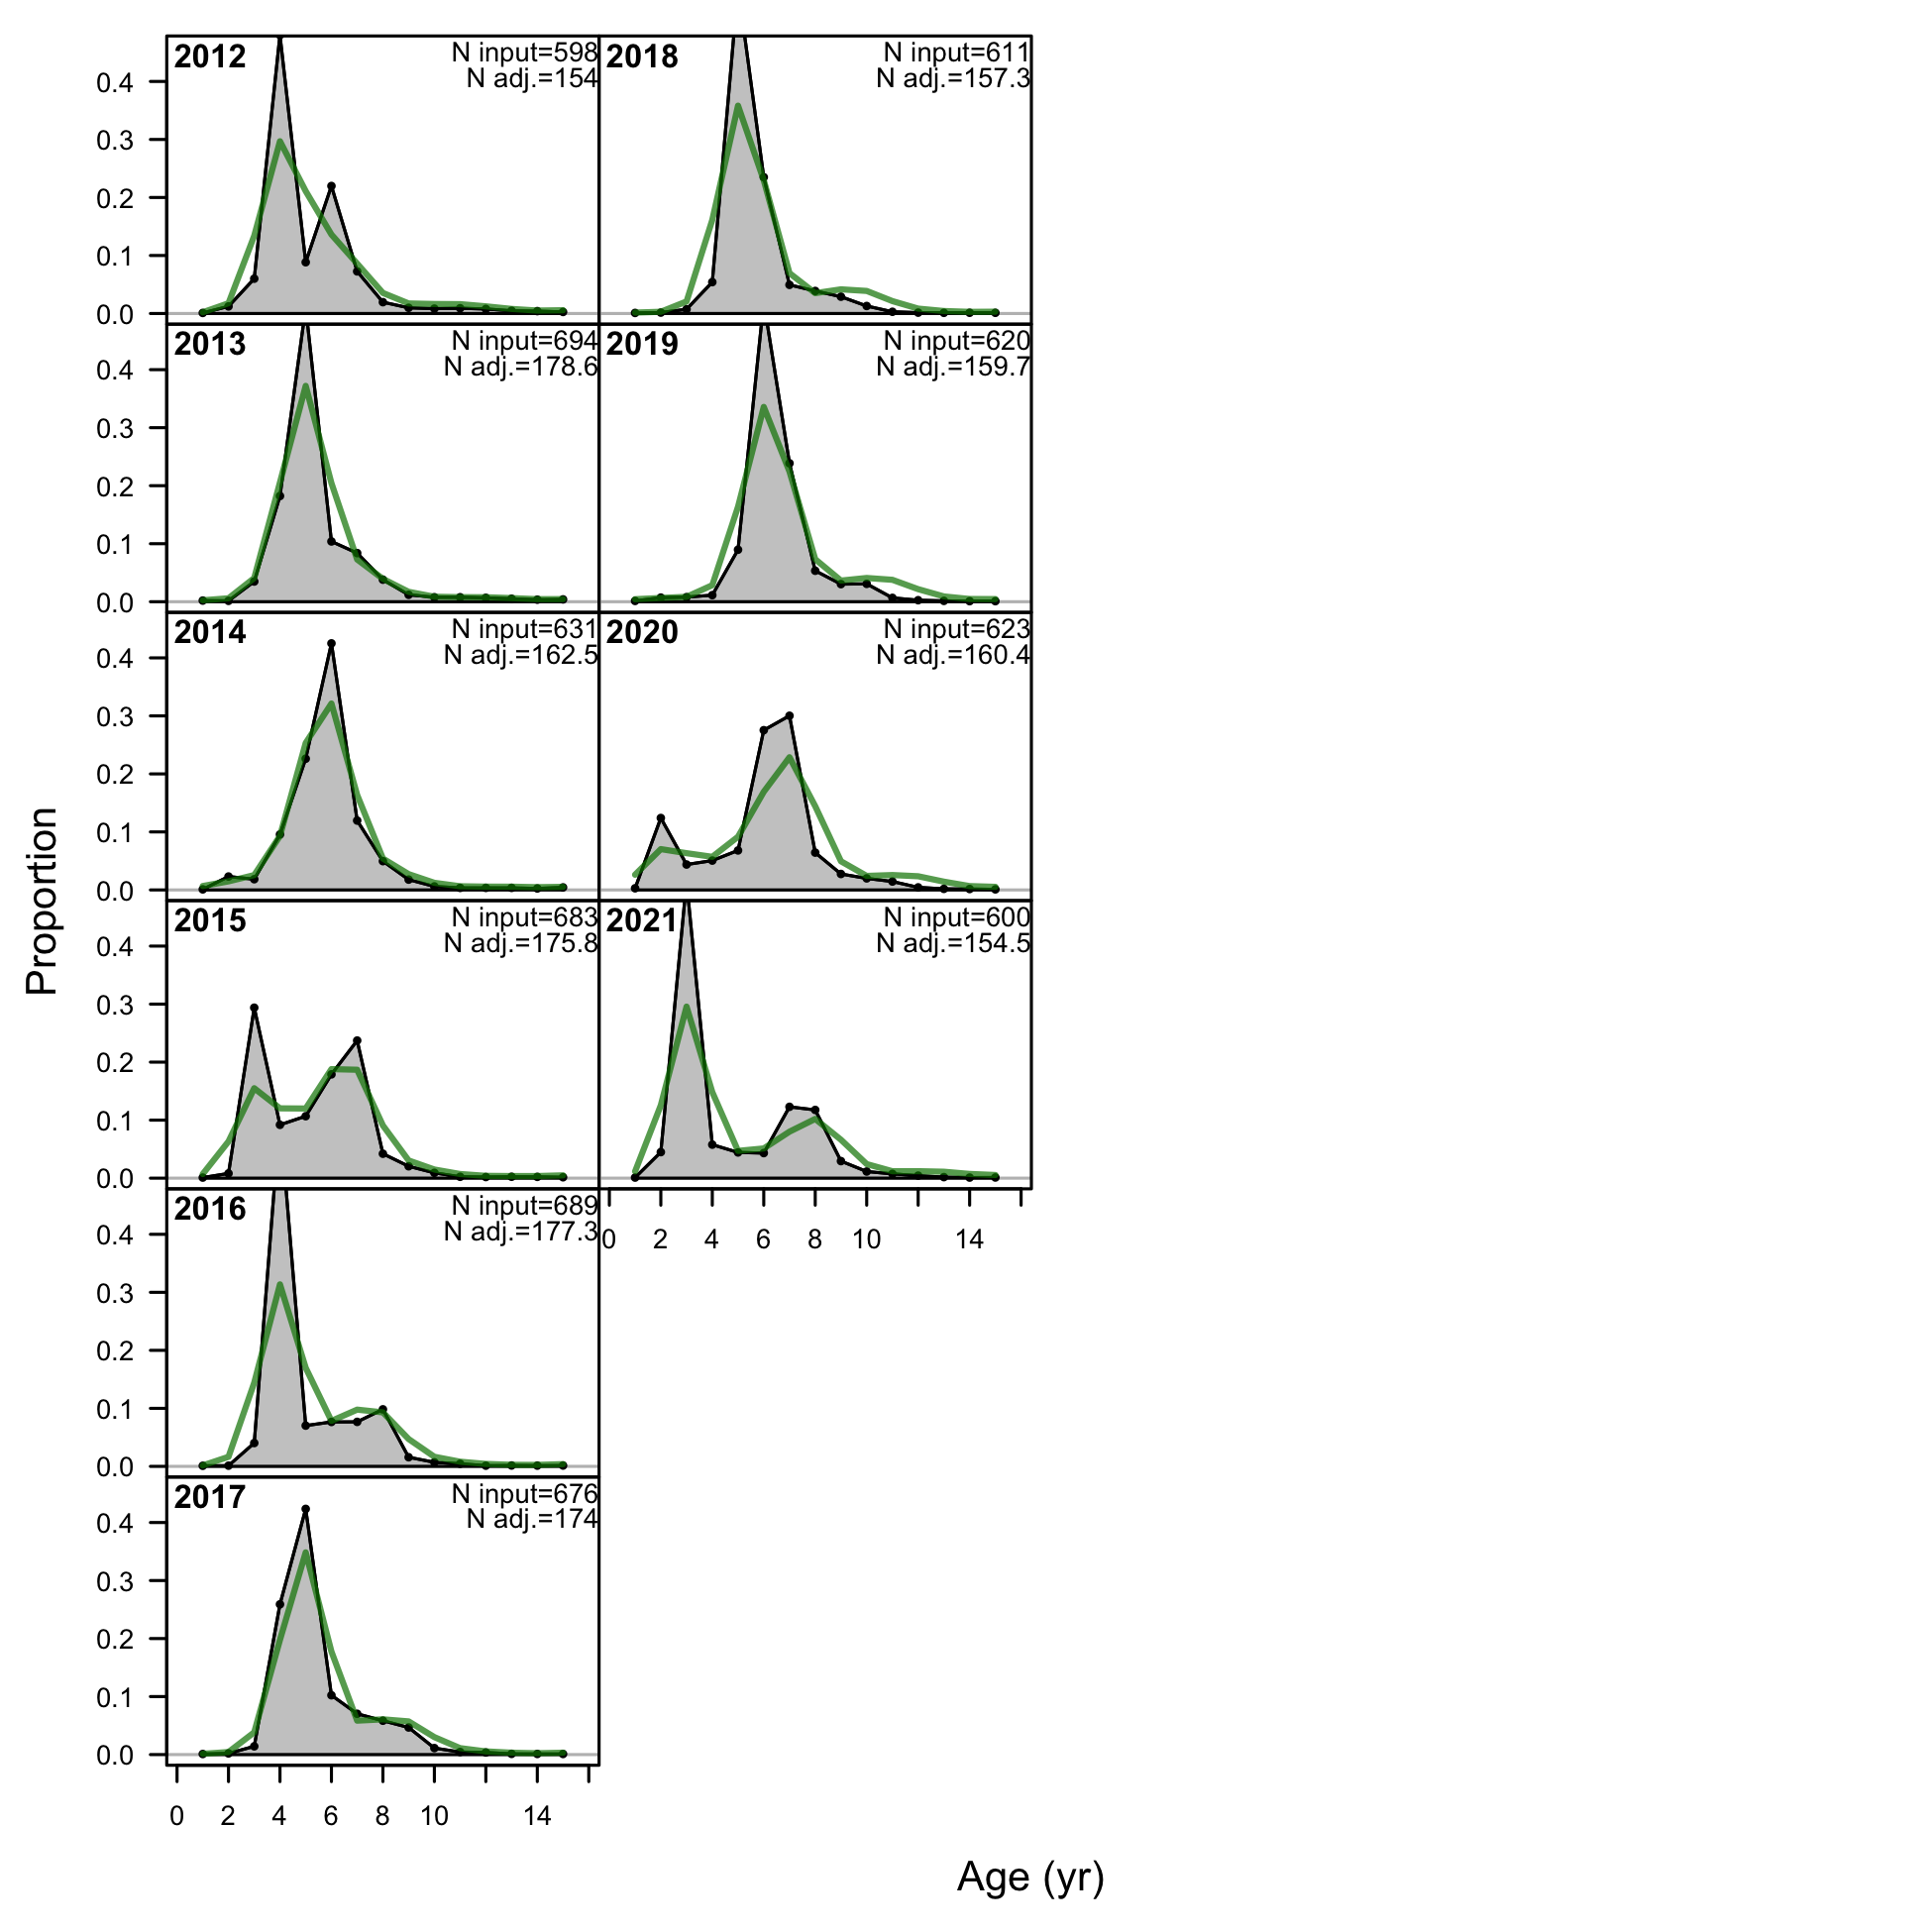 2012
N input=598
N adj.=154
0.4
0.3
0.2
0.1
0.0
2013
N input=694
N adj.=178.6
0.4
0.3
0.2
0.1
0.0
2014
N input=631
N adj.=162.5
0.4
0.3
0.2
0.1
0.0
2015
N input=683
N adj.=175.8
0.4
0.3
0.2
0.1
0.0
2016
N input=689
N adj.=177.3
0.4
0.3
0.2
0.1
0.0
2017
N input=676
N adj.=174
0.4
0.3
0.2
0.1
0.0
0 2 4 6 8 10 14
2018
N input=611
N adj.=157.3
2019
N input=620
N adj.=159.7
2020
N input=623
N adj.=160.4
2021
N input=600
N adj.=154.5
0 2 4 6 8 10 14
Proportion
Age (yr)